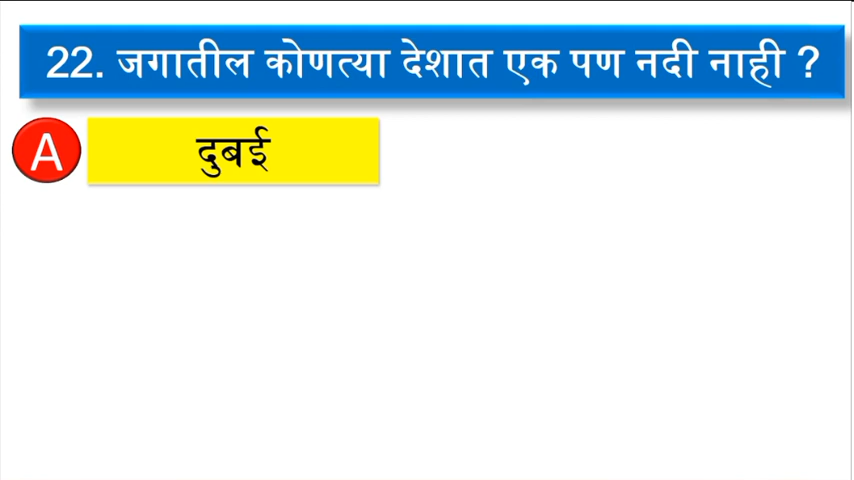 22. जगातील कोणत्या देशात एक पण नदी नाही ?
A दुबई